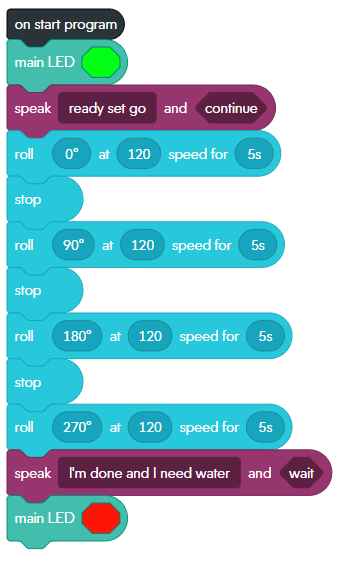 on start program
main LED
speak ready set go and continue
roll 0° at 120 speed for 5s
stop
roll 90° at 120 speed for 5s
stop
roll 180° at 120 speed for 5s
stop
roll 270° at 120 speed for 5s
speak I'm done and I need water and wait
main LED